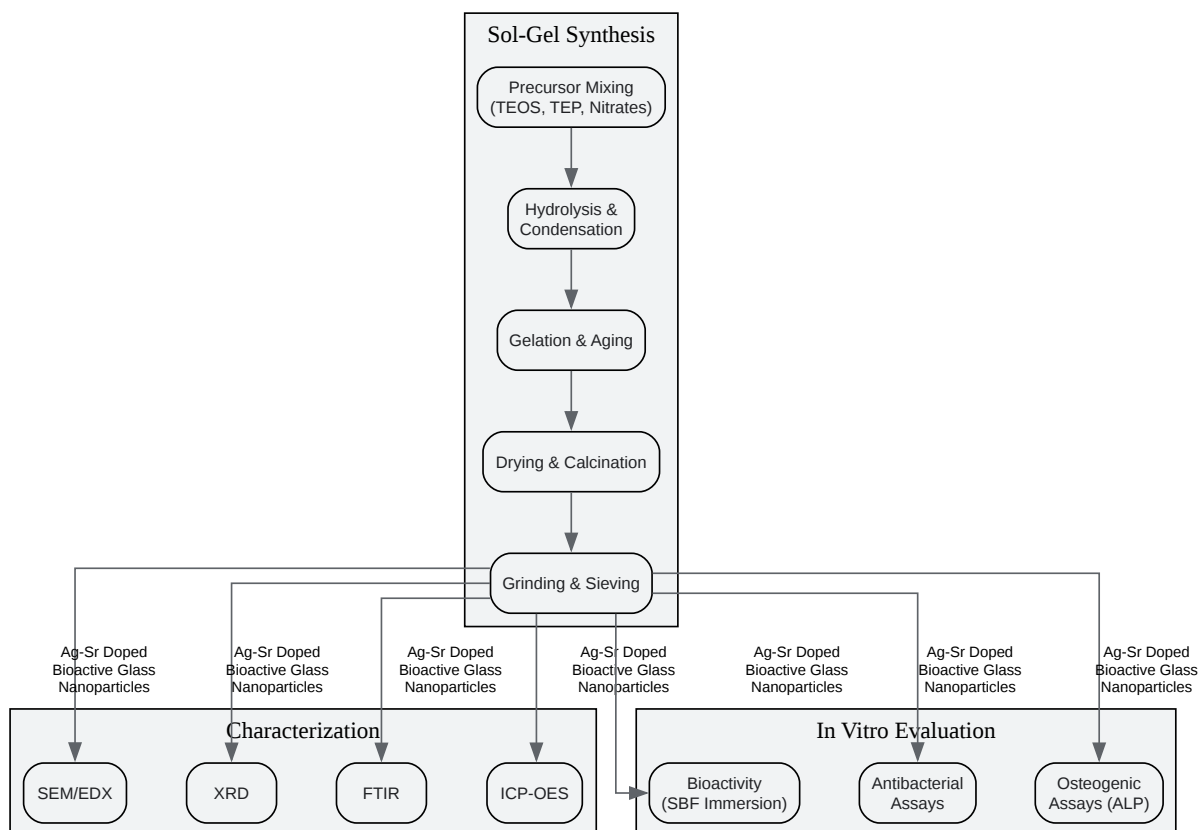 Sol-Gel Synthesis
Precursor Mixing
(TEOS, TEP, Nitrates)
Hydrolysis &
Condensation
Gelation & Aging
Drying & Calcination
Grinding & Sieving
Ag-Sr Doped
Bioactive Glass
Nanoparticles
Ag-Sr Doped
Bioactive Glass
Nanoparticles
Ag-Sr Doped
Bioactive Glass
Nanoparticles
Ag-Sr Doped
Bioactive Glass
Nanoparticles
Ag-Sr Doped
Bioactive Glass
Nanoparticles
Ag-Sr Doped
Bioactive Glass
Nanoparticles
Ag-Sr Doped
Bioactive Glass
Nanoparticles
Characterization
SEM/EDX
XRD
FTIR
ICP-OES
In Vitro Evaluation
Bioactivity
(SBF Immersion)
Antibacterial
Assays
Osteogenic
Assays (ALP)